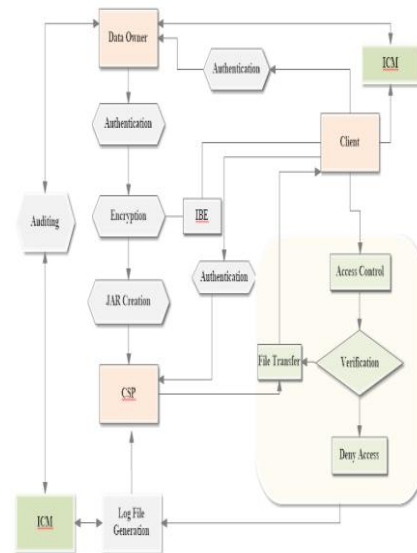 Data Owner
ICM
Authentication
Authentication
Client
Encryption
IBE
Auditing
Authentication
Access Control
JAR Creation
File Transfer
Verification
CSP
Deny Access
ICM
Log File
Generation